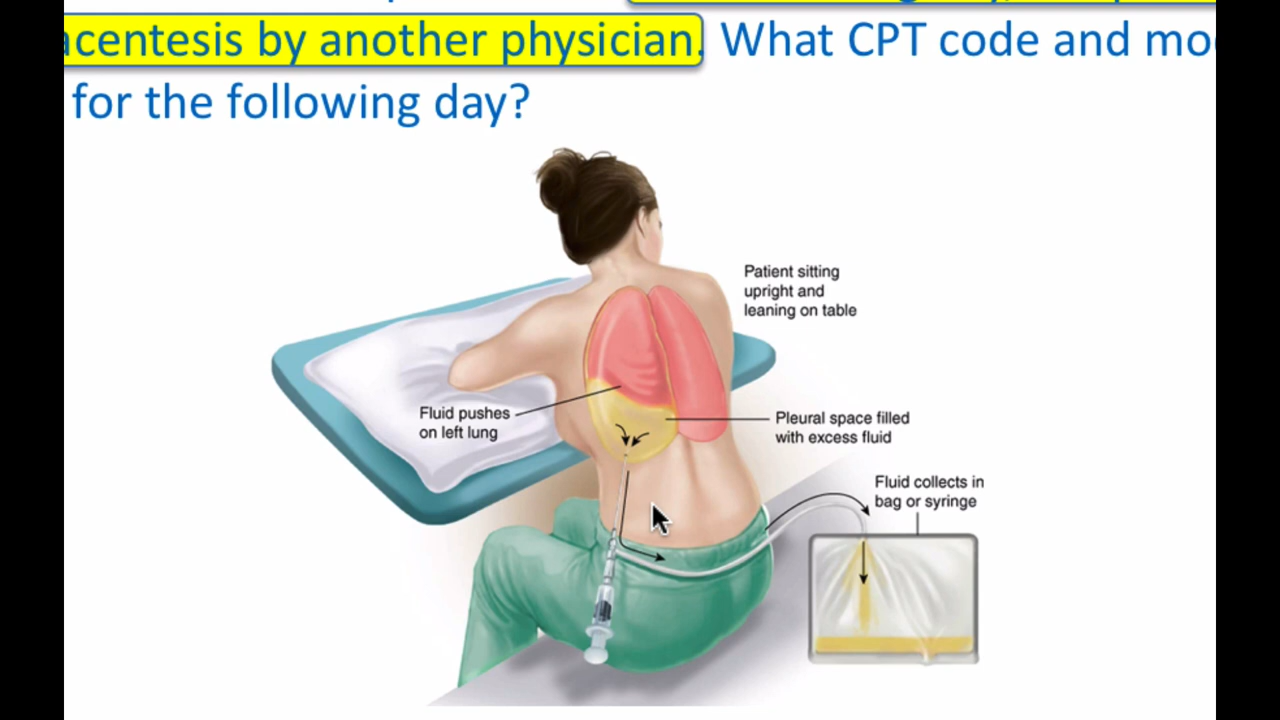 acentesis by another physician. What CPT code and mo
for the following day?
Patient sitting
upright and
leaning on table
Fluid pushes
on left lung
Pleural space filled
with excess fluid
Fluid collects in
bag or syringe